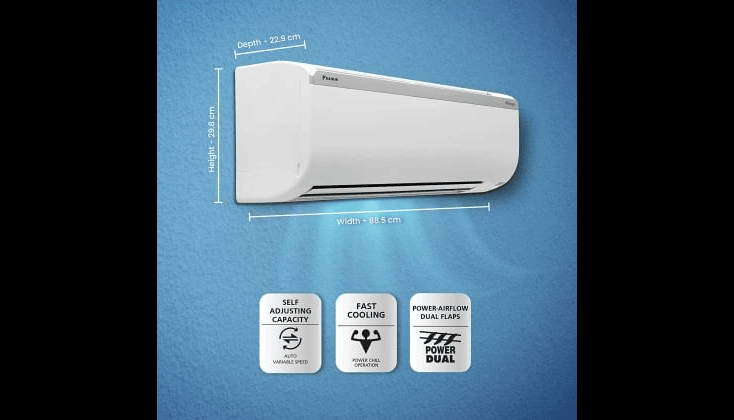 Depth - 22.9 cm
DAIKIN
Height - 29.8 cm
Width - 88.5 cm
SELF
ADJUSTING
CAPACITY
AUTO
VARIABLE SPEED
FAST
COOLING
POWER CHILL
OPERATION
POWER-AIRFLOW
DUAL FLAPS
POWER
DUAL